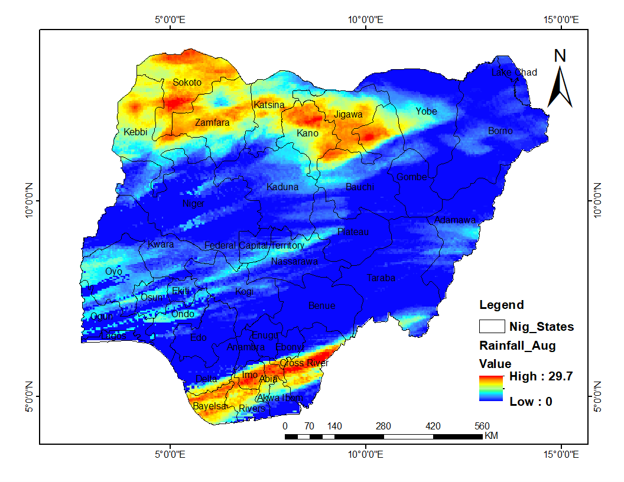 5°0'0"E 10°0'0"E 15°0'0"E
N
Lake Chad
Sokoto
Katsina
Jigawa
Yobe
Zamfara
Kebbi
Kano
Borno
Gombe
Kaduna
Bauchi
10°0'0"N 10°0'0"N
Niger
Adamawa
Plateau
Kwara
Federal Capital Territory
Nassarawa
Oyo
Taraba
Ekiti
Kogi
Osun
Benue
Ogun
Ondo
Legend
Nig_States
Rainfall_Aug
Value
High : 29.7
Low : 0
Edo
Enugu
Anambra
Ebonyi
Cross River
Imo
Abia
Delta
5°0'0"N 5°0'0"N
Akwa Ibom
Bayelsa
Rivers
0 70 140 280 420 560
KM
5°0'0"E 10°0'0"E 15°0'0"E